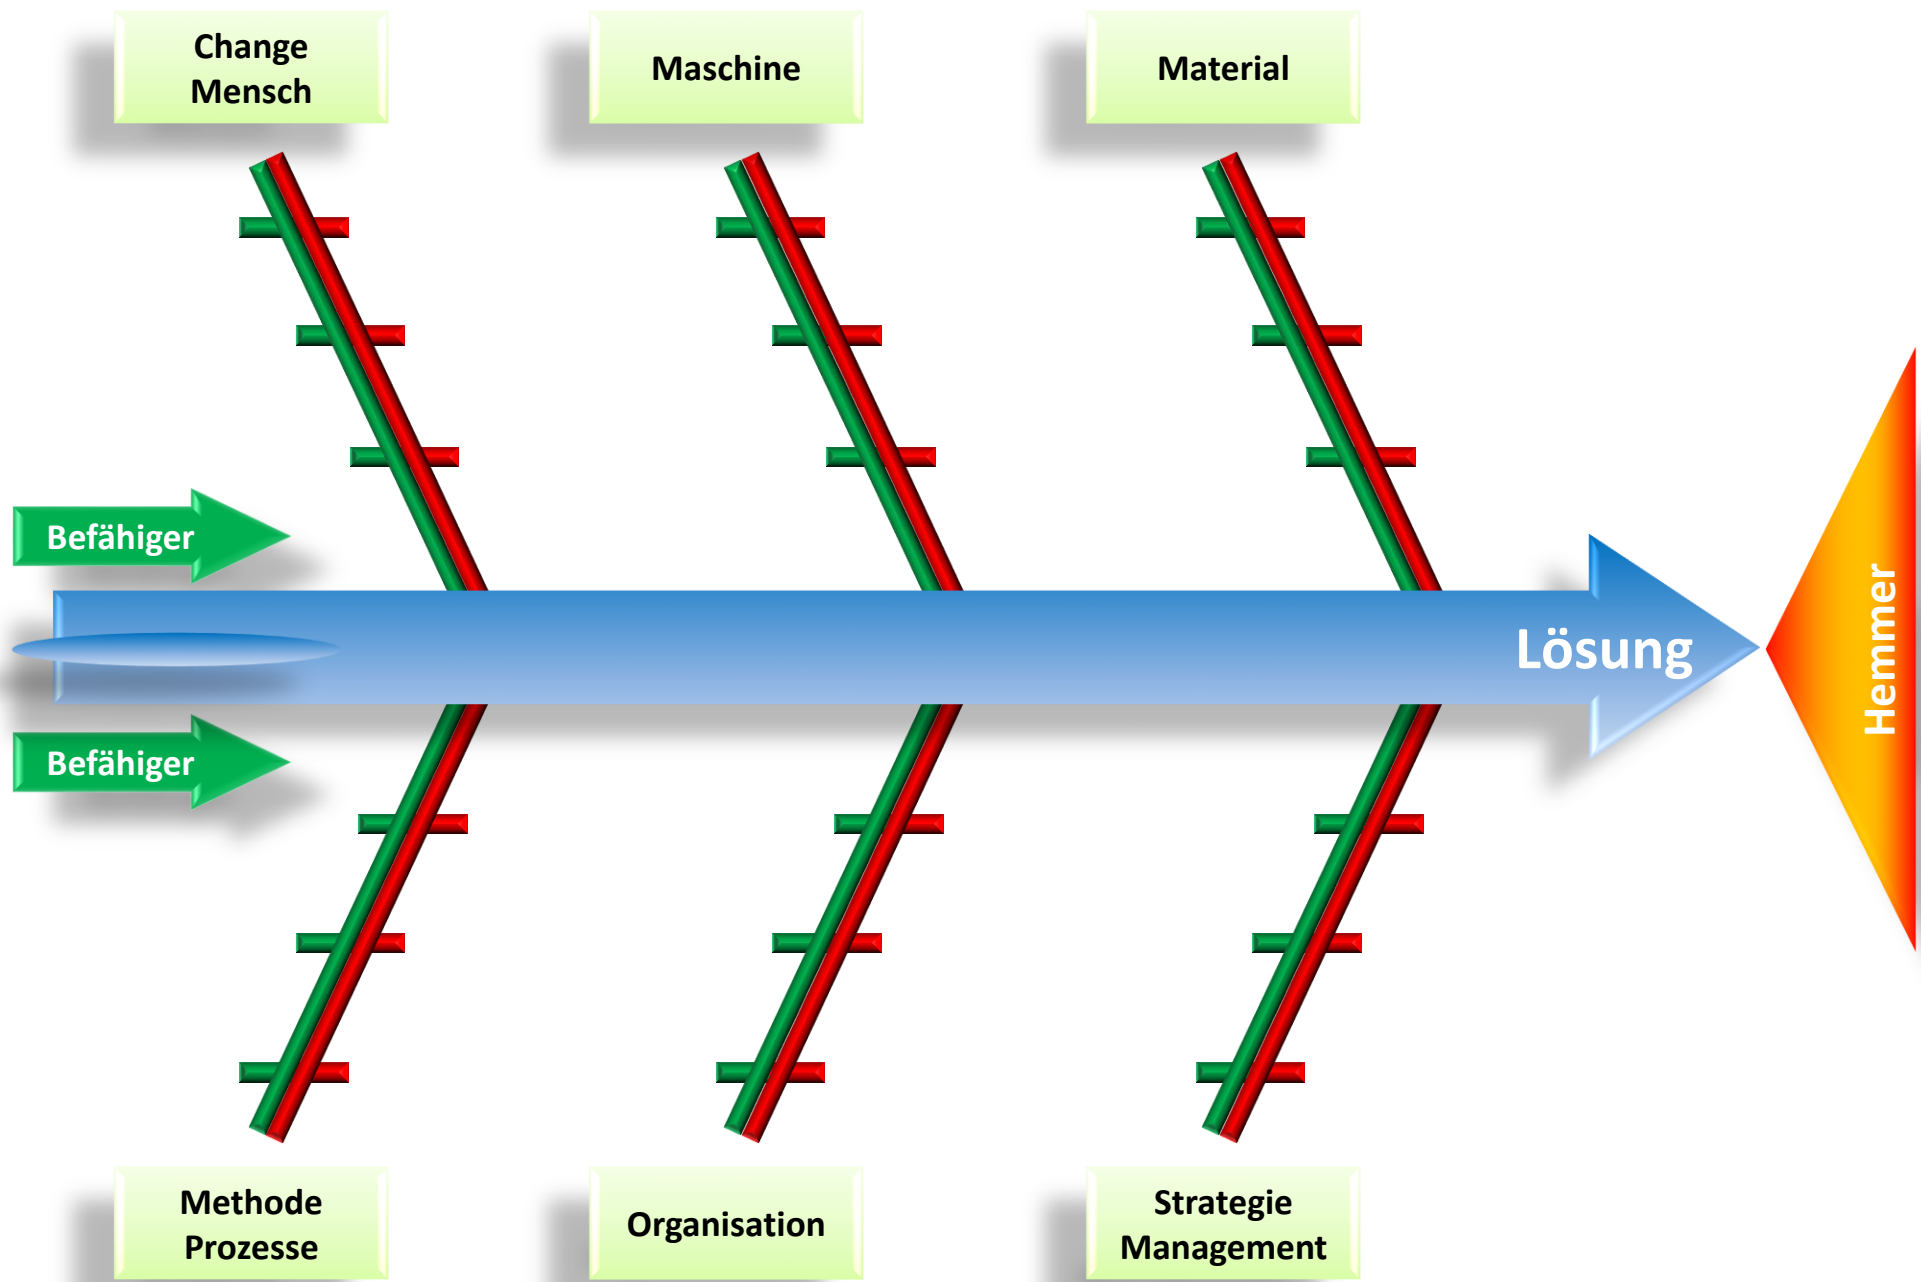 Change
Mensch
Maschine
Material
Befähiger
Lösung
Hemmer
Befähiger
Methode
Prozesse
Organisation
Strategie
Management